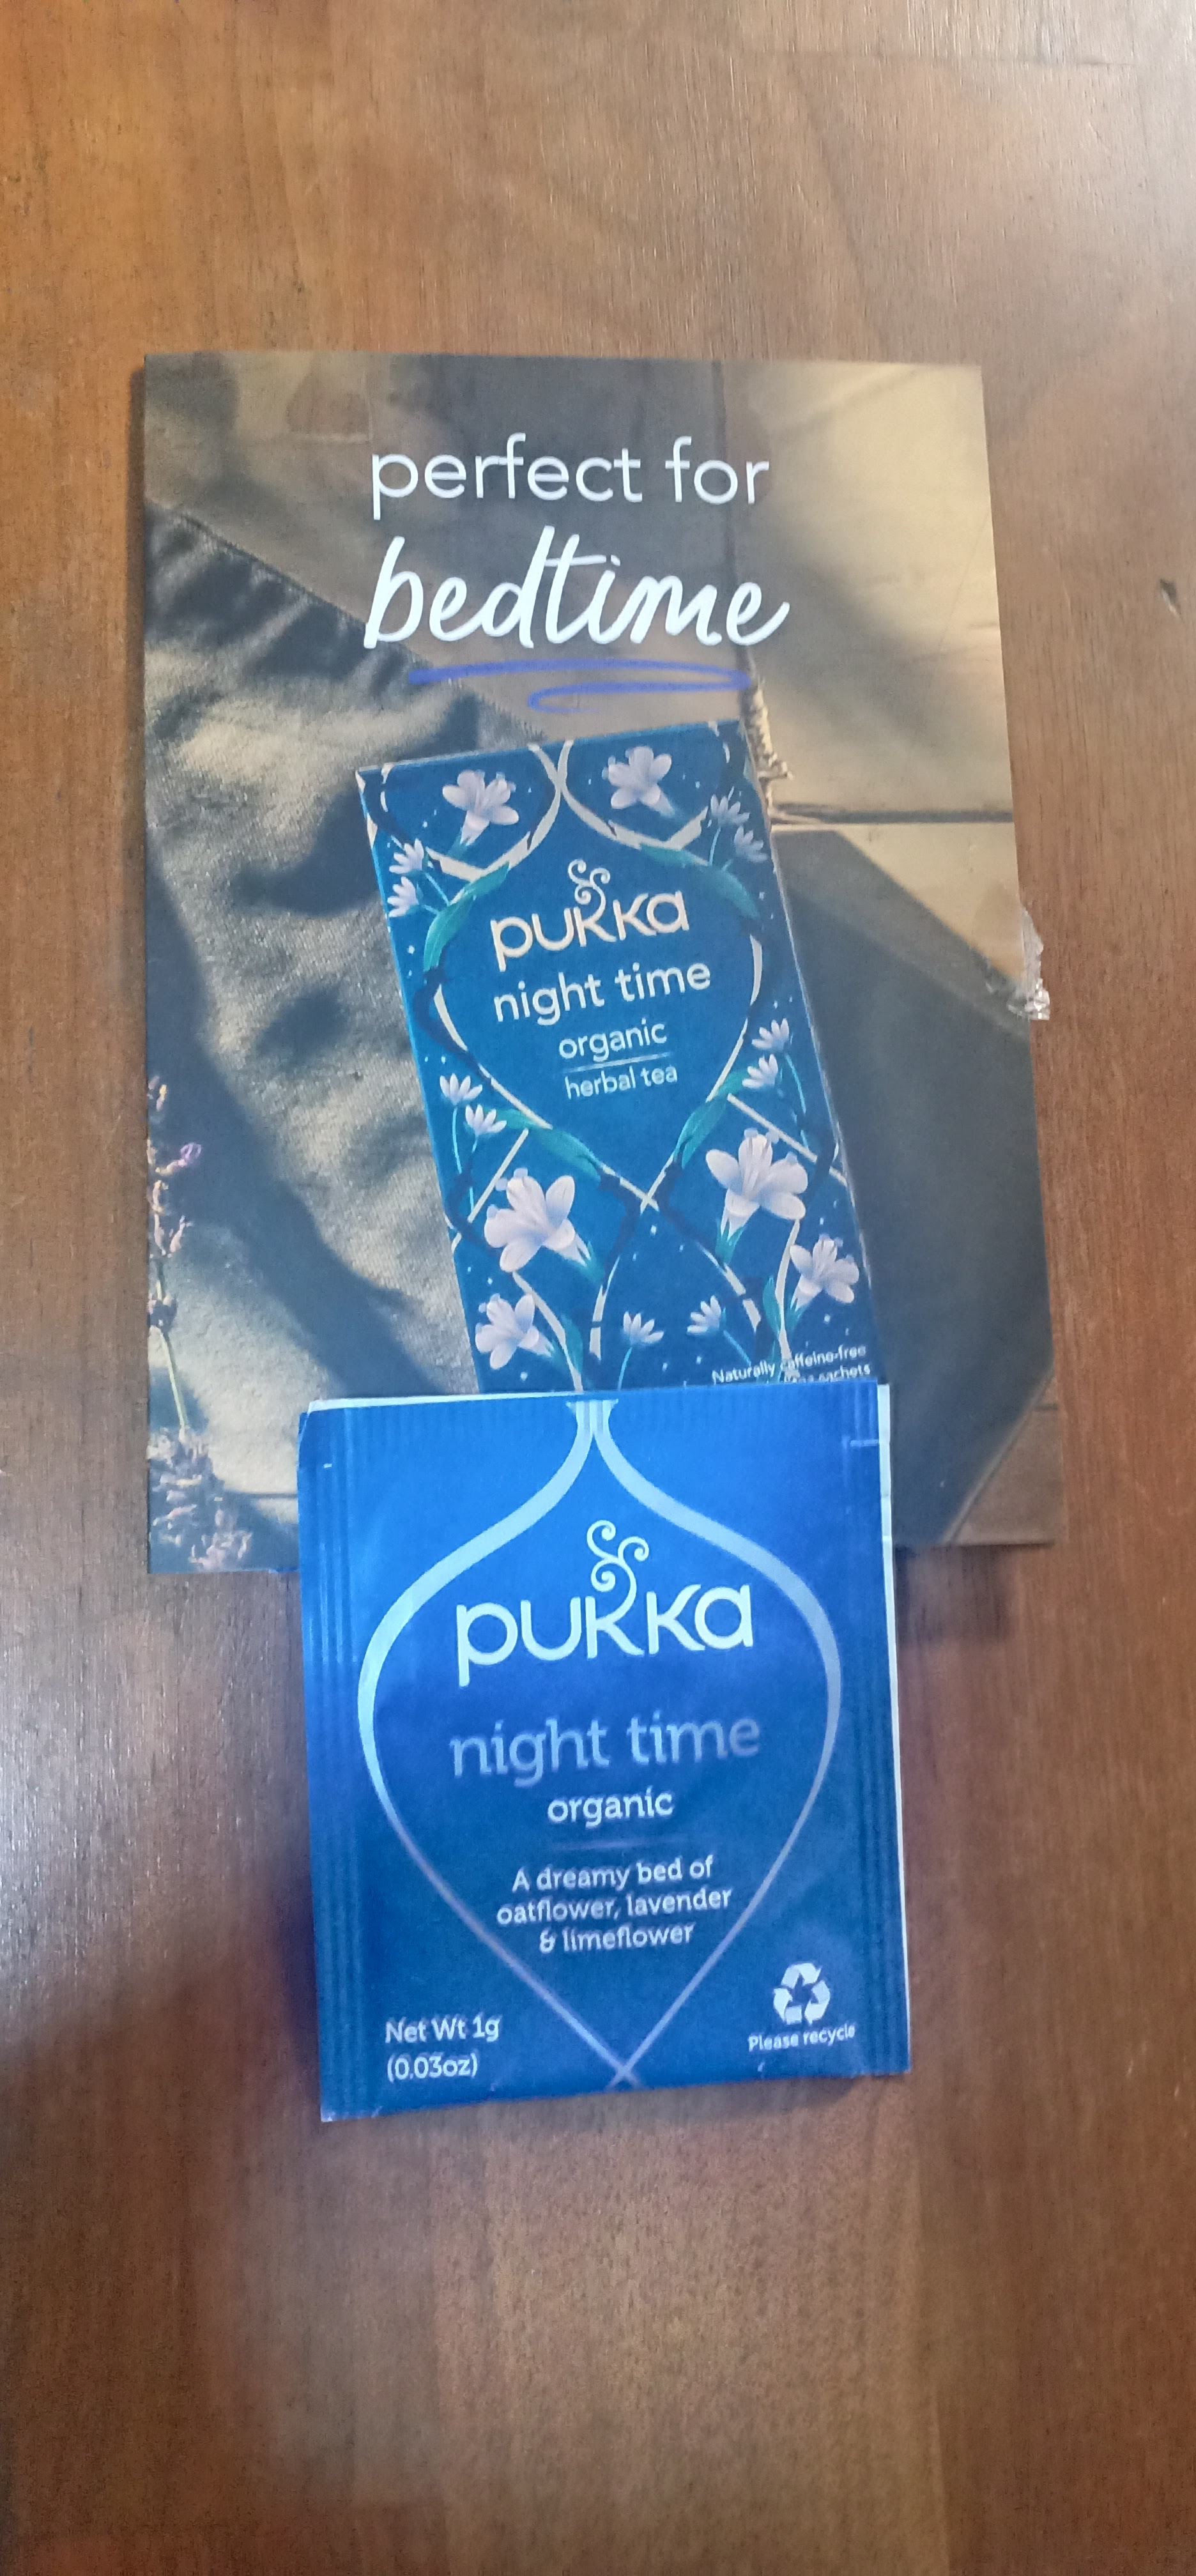 perfect for
bedtime
pukka
night time
organic
herbal tea
Naturally caffeine-free
sachets
pukka
night time
organic
A dreamy bed of
oatflower, lavender
& limeflower
Net Wt 1g
(0.03oz)
Please recycle